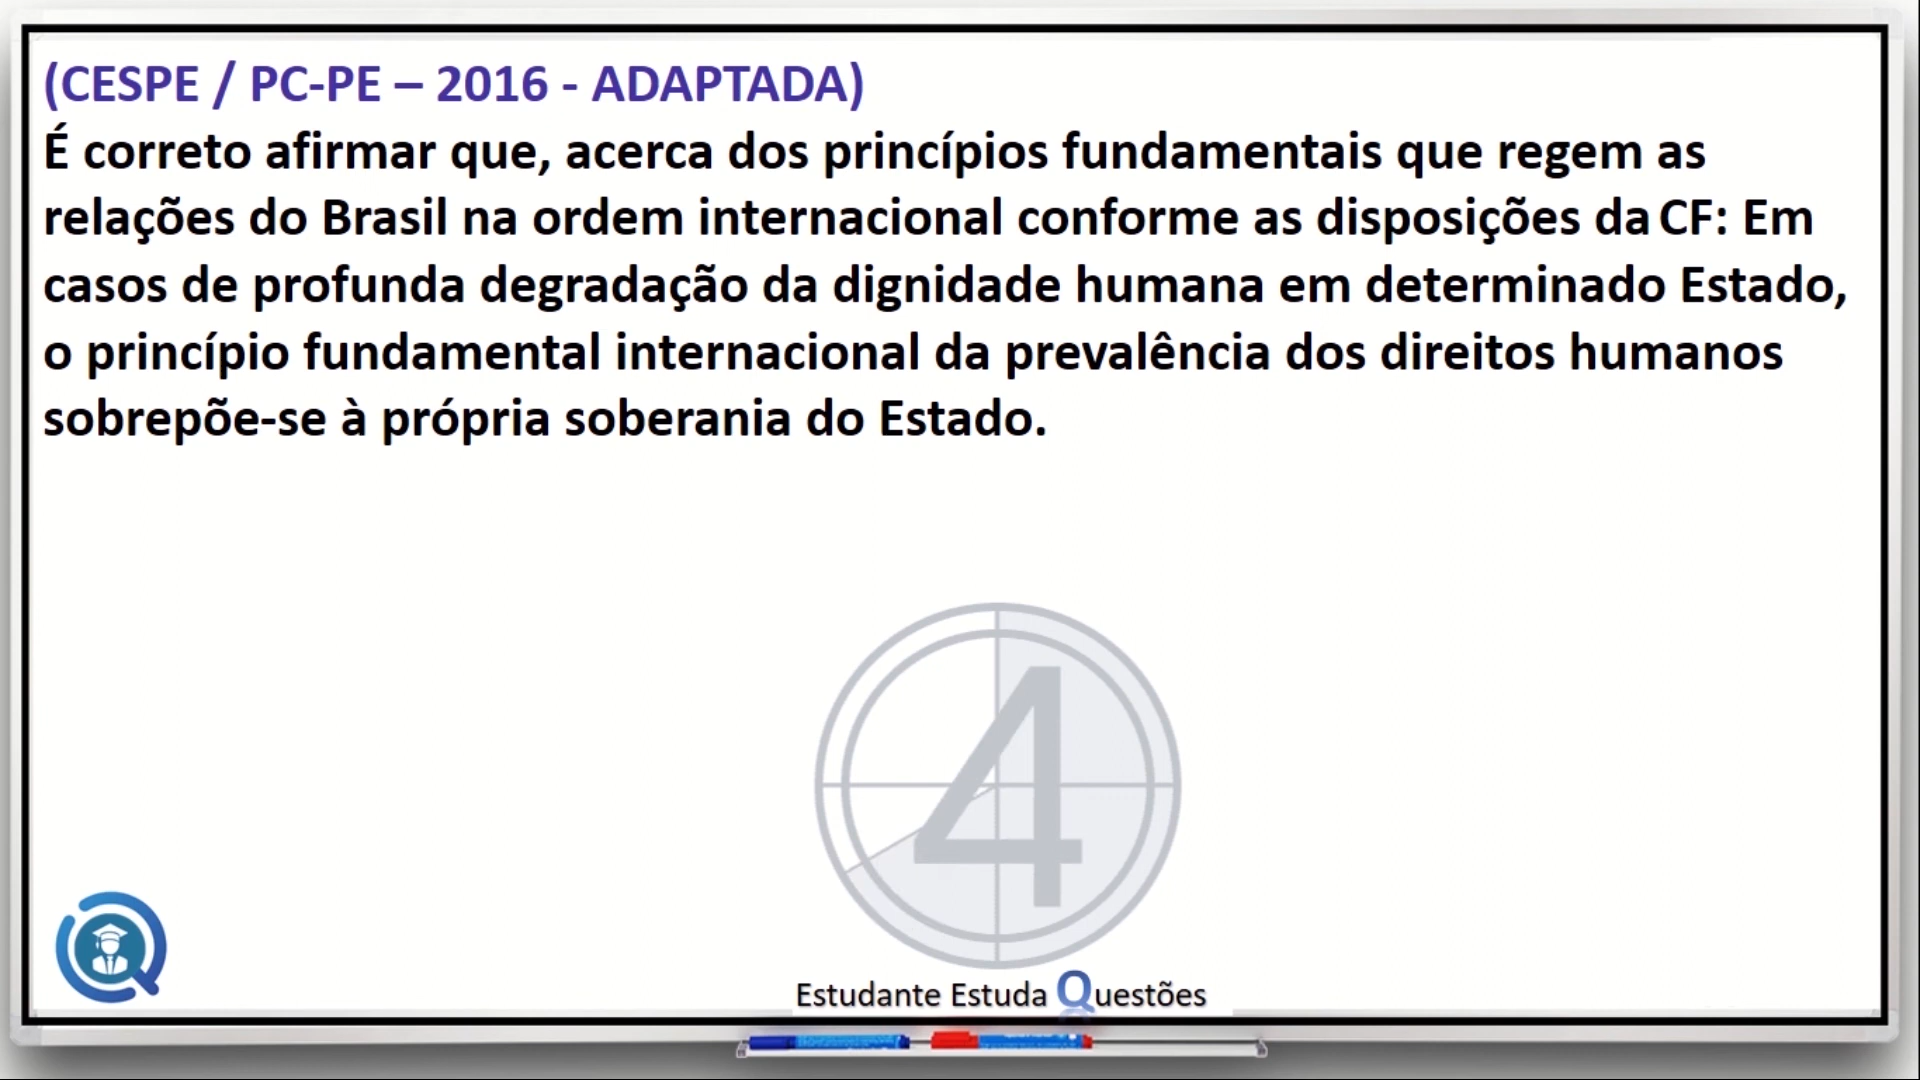 (CESPE / PC-PE – 2016 - ADAPTADA)
É correto afirmar que, acerca dos princípios fundamentais que regem as
relações do Brasil na ordem internacional conforme as disposições da CF: Em
casos de profunda degradação da dignidade humana em determinado Estado,
o princípio fundamental internacional da prevalência dos direitos humanos
sobrepõe-se à própria soberania do Estado.
4
Estudante Estuda Questões